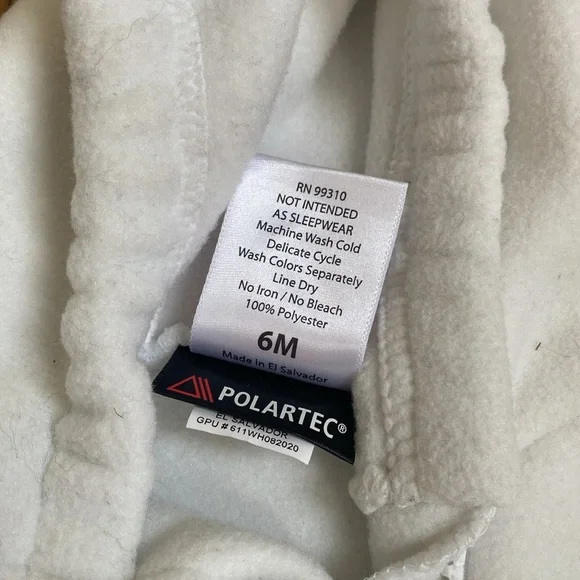 RN 99310
NOT INTENDED
AS SLEEPWEAR
Machine Wash Cold
Delicate Cycle
Wash Colors Separately
Line Dry
No Iron / No Bleach
100% Polyester
6M
Made in El Salvador
POLARTEC®
EL SALVADOR
GPU # 611WH082020